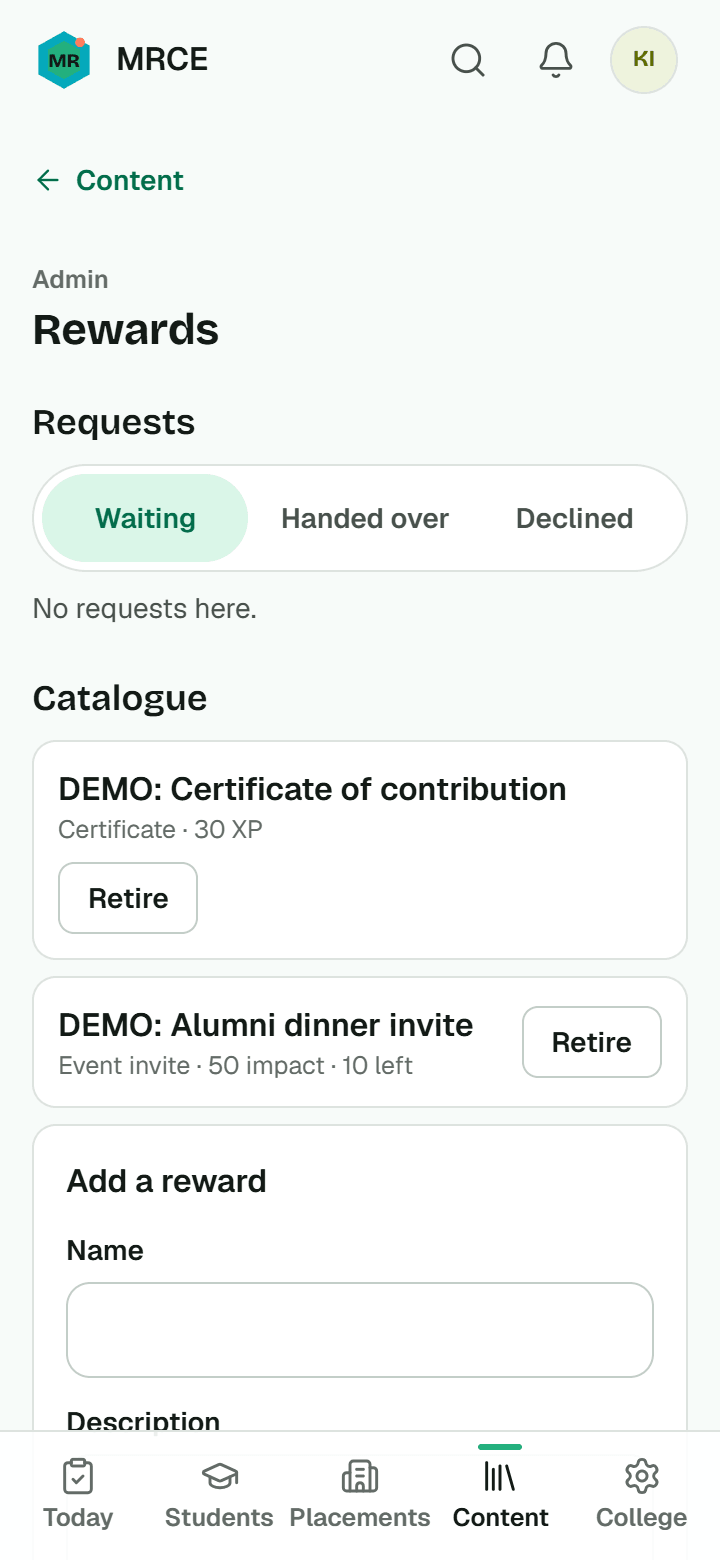 MR MRCE KI
Content
Admin
Rewards
Requests
Waiting Handed over Declined
No requests here.
Catalogue
DEMO: Certificate of contribution
Certificate · 30 XP
Retire
DEMO: Alumni dinner invite
Event invite · 50 impact · 10 left
Retire
Add a reward
Name
Description
Today Students Placements Content College